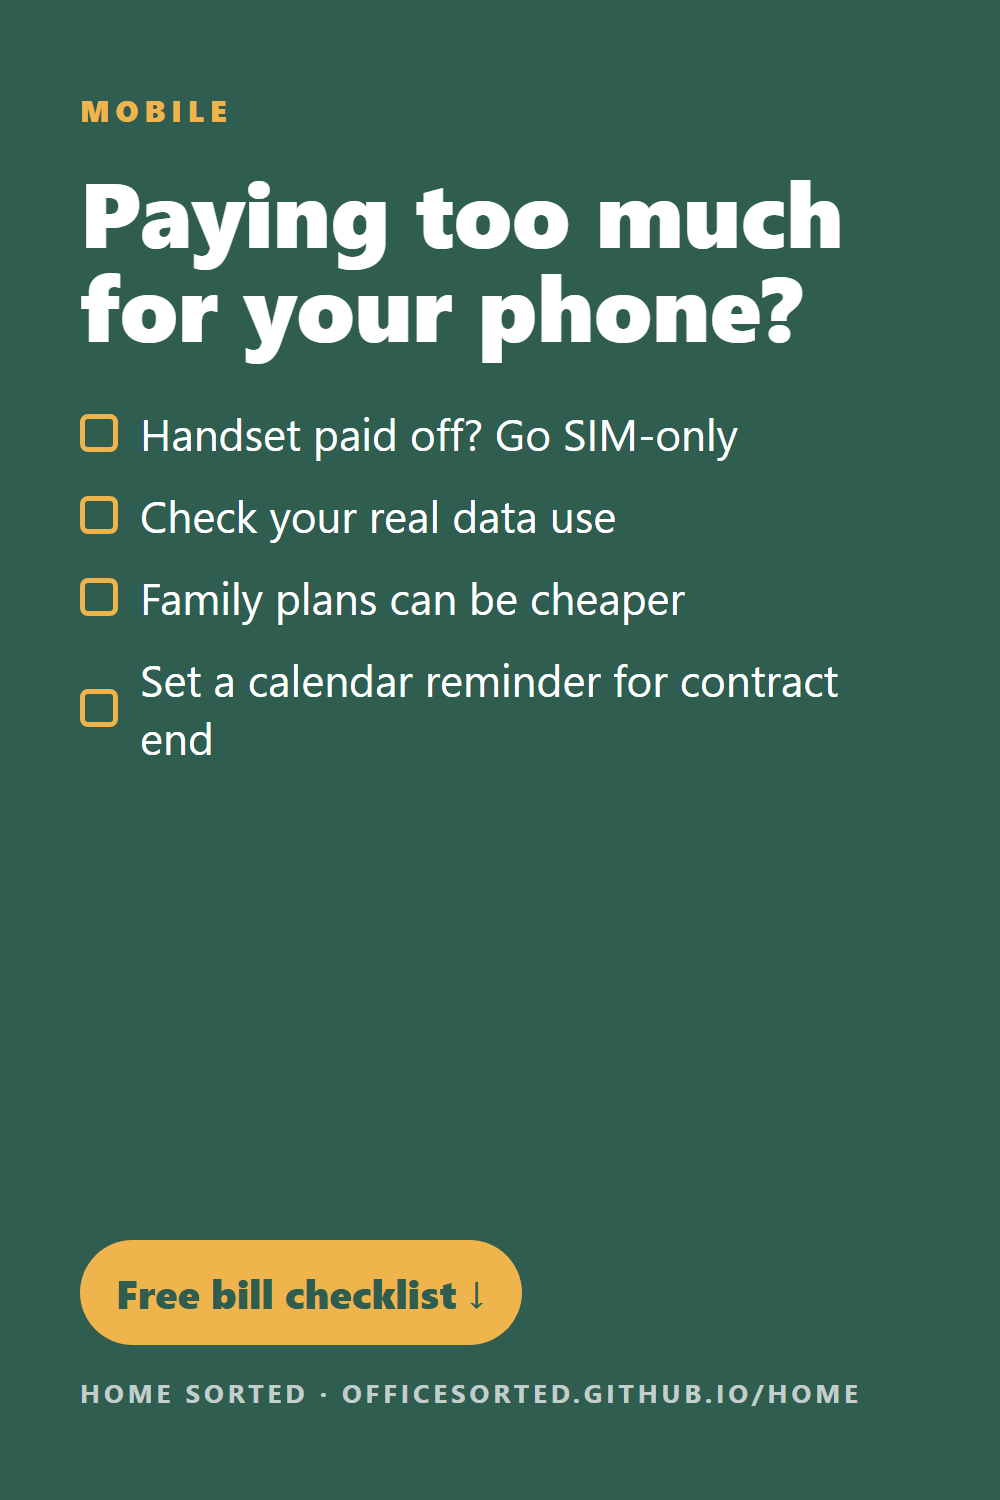 MOBILE
Paying too much
for your phone?
Handset paid off? Go SIM-only
Check your real data use
Family plans can be cheaper
Set a calendar reminder for contract
end
Free bill checklist ↓
HOME SORTED · OFFICESORTED.GITHUB.IO/HOME